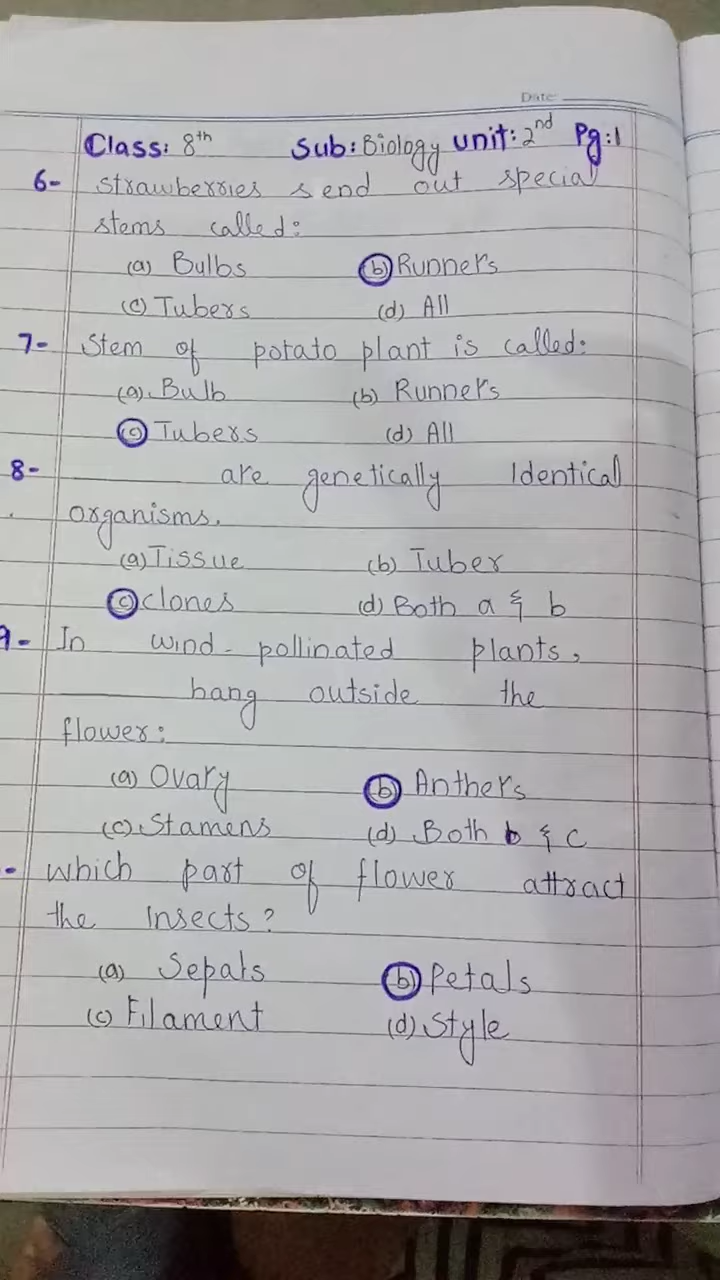 Date
Class: 8th Sub: Biology unit: 2nd Pg:1
6- Strawberries send out special
stems called:
(a) Bulbs (b) Runners
(c) Tubers (d) All
7- Stem of potato plant is called:
(a) Bulb (b) Runners
(c) Tubers (d) All
8- ______ are genetically Identical
organisms.
(a) Tissue (b) Tuber
(c) clones (d) Both a & b
9- In wind-pollinated plants,
______ hang outside the
flower:
(a) Ovary (b) Anthers
(c) Stamens (d) Both b & c
- which part of flower attract
the insects?
(a) Sepals (b) Petals
(c) Filament (d) Style